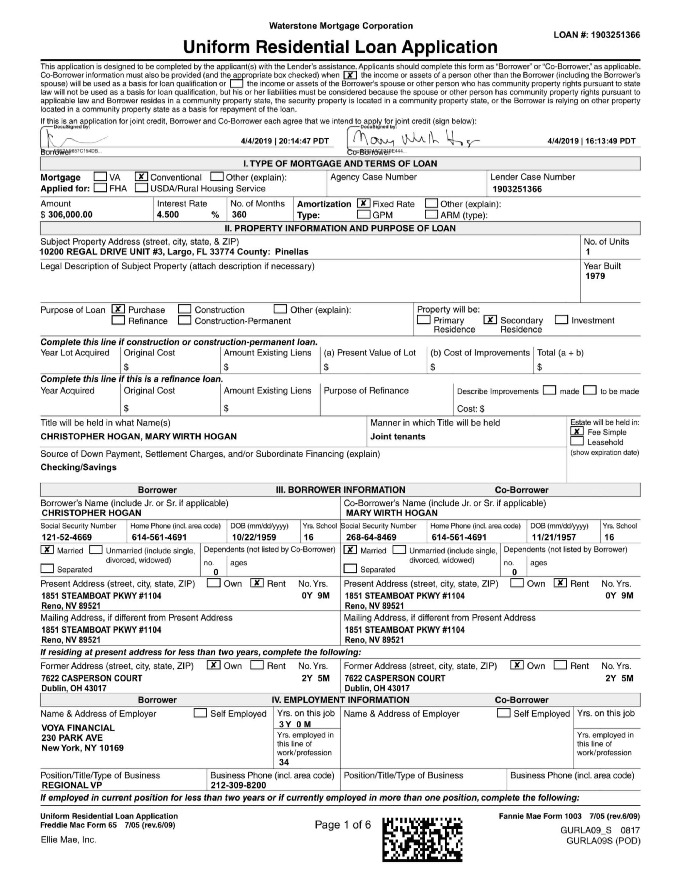 Waterstone Mortgage Corporation
LOAN #: 1903251366
Uniform Residential Loan Application
This application is designed to be completed by the applicant(s) with the Lender's assistance. Applicants should complete this form as "Borrower" or "Co-Borrower," as applicable.
Co-Borrower information must also be provided (and the appropriate box checked) when [X] the income or assets of a person other than the Borrower (including the Borrower's
spouse) will be used as a basis for loan qualification or [ ] the income or assets of the Borrower's spouse or other person who has community property rights pursuant to state
law will not be used as a basis for loan qualification, but his or her liabilities must be considered because the spouse or other person has community property rights pursuant to
applicable law and Borrower resides in a community property state, the security property is located in a community property state, or the Borrower is relying on other property
located in a community property state as a basis for repayment of the loan.
If this is an application for joint credit, Borrower and Co-Borrower each agree that we intend to apply for joint credit (sign below):
DocuSigned by: DocuSigned by:
4/4/2019 | 20:14:47 PDT Mary Wirth Hogan 4/4/2019 | 16:13:49 PDT
Borrower Co-Borrower
I. TYPE OF MORTGAGE AND TERMS OF LOAN
Mortgage [ ] VA [X] Conventional [ ] Other (explain): Agency Case Number Lender Case Number
Applied for: [ ] FHA [ ] USDA/Rural Housing Service 1903251366
Amount Interest Rate No. of Months Amortization [X] Fixed Rate [ ] Other (explain):
$ 306,000.00 4.500 % 360 Type: [ ] GPM [ ] ARM (type):
II. PROPERTY INFORMATION AND PURPOSE OF LOAN
Subject Property Address (street, city, state, & ZIP) No. of Units
10200 REGAL DRIVE UNIT #3, Largo, FL 33774 County: Pinellas 1
Legal Description of Subject Property (attach description if necessary) Year Built
1979
Purpose of Loan [X] Purchase [ ] Construction [ ] Other (explain): Property will be:
[ ] Refinance [ ] Construction-Permanent [ ] Primary Residence [X] Secondary Residence [ ] Investment
Complete this line if construction or construction-permanent loan.
Year Lot Acquired Original Cost Amount Existing Liens (a) Present Value of Lot (b) Cost of Improvements Total (a + b)
$ $ $ $ $
Complete this line if this is a refinance loan.
Year Acquired Original Cost Amount Existing Liens Purpose of Refinance Describe Improvements [ ] made [ ] to be made
$ $ Cost: $
Title will be held in what Name(s) Manner in which Title will be held Estate will be held in:
CHRISTOPHER HOGAN, MARY WIRTH HOGAN Joint tenants [X] Fee Simple
[ ] Leasehold
Source of Down Payment, Settlement Charges, and/or Subordinate Financing (explain) (show expiration date)
Checking/Savings
Borrower III. BORROWER INFORMATION Co-Borrower
Borrower's Name (include Jr. or Sr. if applicable) Co-Borrower's Name (include Jr. or Sr. if applicable)
CHRISTOPHER HOGAN MARY WIRTH HOGAN
Social Security Number Home Phone (incl. area code) DOB (mm/dd/yyyy) Yrs. School Social Security Number Home Phone (incl. area code) DOB (mm/dd/yyyy) Yrs. School
121-52-4669 614-561-4691 10/22/1959 16 268-64-8469 614-561-4691 11/21/1957 16
[X] Married [ ] Unmarried (include single, divorced, widowed) Dependents (not listed by Co-Borrower) [X] Married [ ] Unmarried (include single, divorced, widowed) Dependents (not listed by Borrower)
[ ] Separated no. 0 ages [ ] Separated no. 0 ages
Present Address (street, city, state, ZIP) [ ] Own [X] Rent No. Yrs. Present Address (street, city, state, ZIP) [ ] Own [X] Rent No. Yrs.
1851 STEAMBOAT PKWY #1104 0Y 9M 1851 STEAMBOAT PKWY #1104 0Y 9M
Reno, NV 89521 Reno, NV 89521
Mailing Address, if different from Present Address Mailing Address, if different from Present Address
1851 STEAMBOAT PKWY #1104 1851 STEAMBOAT PKWY #1104
Reno, NV 89521 Reno, NV 89521
If residing at present address for less than two years, complete the following:
Former Address (street, city, state, ZIP) [X] Own [ ] Rent No. Yrs. Former Address (street, city, state, ZIP) [X] Own [ ] Rent No. Yrs.
7622 CASPERSON COURT 2Y 5M 7622 CASPERSON COURT 2Y 5M
Dublin, OH 43017 Dublin, OH 43017
Borrower IV. EMPLOYMENT INFORMATION Co-Borrower
Name & Address of Employer [ ] Self Employed Yrs. on this job Name & Address of Employer [ ] Self Employed Yrs. on this job
3 Y 0 M
VOYA FINANCIAL
230 PARK AVE
New York, NY 10169
Yrs. employed in this line of work/profession Yrs. employed in this line of work/profession
34
Position/Title/Type of Business Business Phone (incl. area code) Position/Title/Type of Business Business Phone (incl. area code)
REGIONAL VP 212-309-8200
If employed in current position for less than two years or if currently employed in more than one position, complete the following:
Uniform Residential Loan Application Fannie Mae Form 1003 7/05 (rev.6/09)
Freddie Mac Form 65 7/05 (rev.6/09) Page 1 of 6 GURLA09_S 0817
Ellie Mae, Inc. GURLA09S (POD)